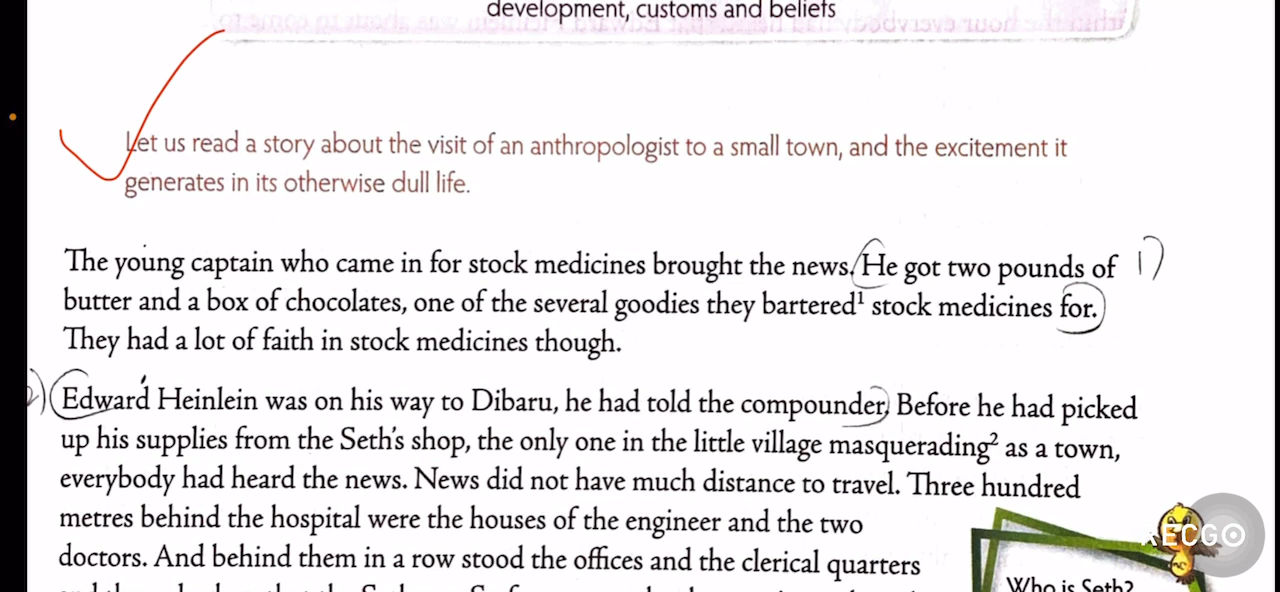 development, customs and beliefs
Let us read a story about the visit of an anthropologist to a small town, and the excitement it
generates in its otherwise dull life.
The young captain who came in for stock medicines brought the news. He got two pounds of 1)
butter and a box of chocolates, one of the several goodies they bartered¹ stock medicines for.
They had a lot of faith in stock medicines though.
Edward Heinlein was on his way to Dibaru, he had told the compounder. Before he had picked
up his supplies from the Seth's shop, the only one in the little village masquerading² as a town,
everybody had heard the news. News did not have much distance to travel. Three hundred
metres behind the hospital were the houses of the engineer and the two
doctors. And behind them in a row stood the offices and the clerical quarters
Who is Seth?